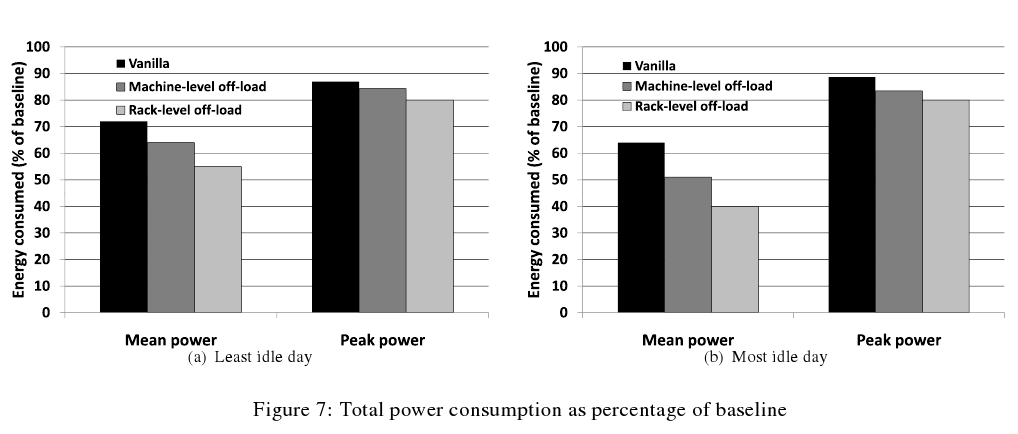 Energy consumed (% of baseline)
100
90
80
70
60
50
40
30
20
10
0
Vanilla
Machine-level off-load
Rack-level off-load
Mean power
Peak power
(a) Least idle day
Energy consumed (% of baseline)
100
90
80
70
60
50
40
30
20
10
0
Vanilla
Machine-level off-load
Rack-level off-load
Mean power
Peak power
(b) Most idle day
Figure 7: Total power consumption as percentage of baseline